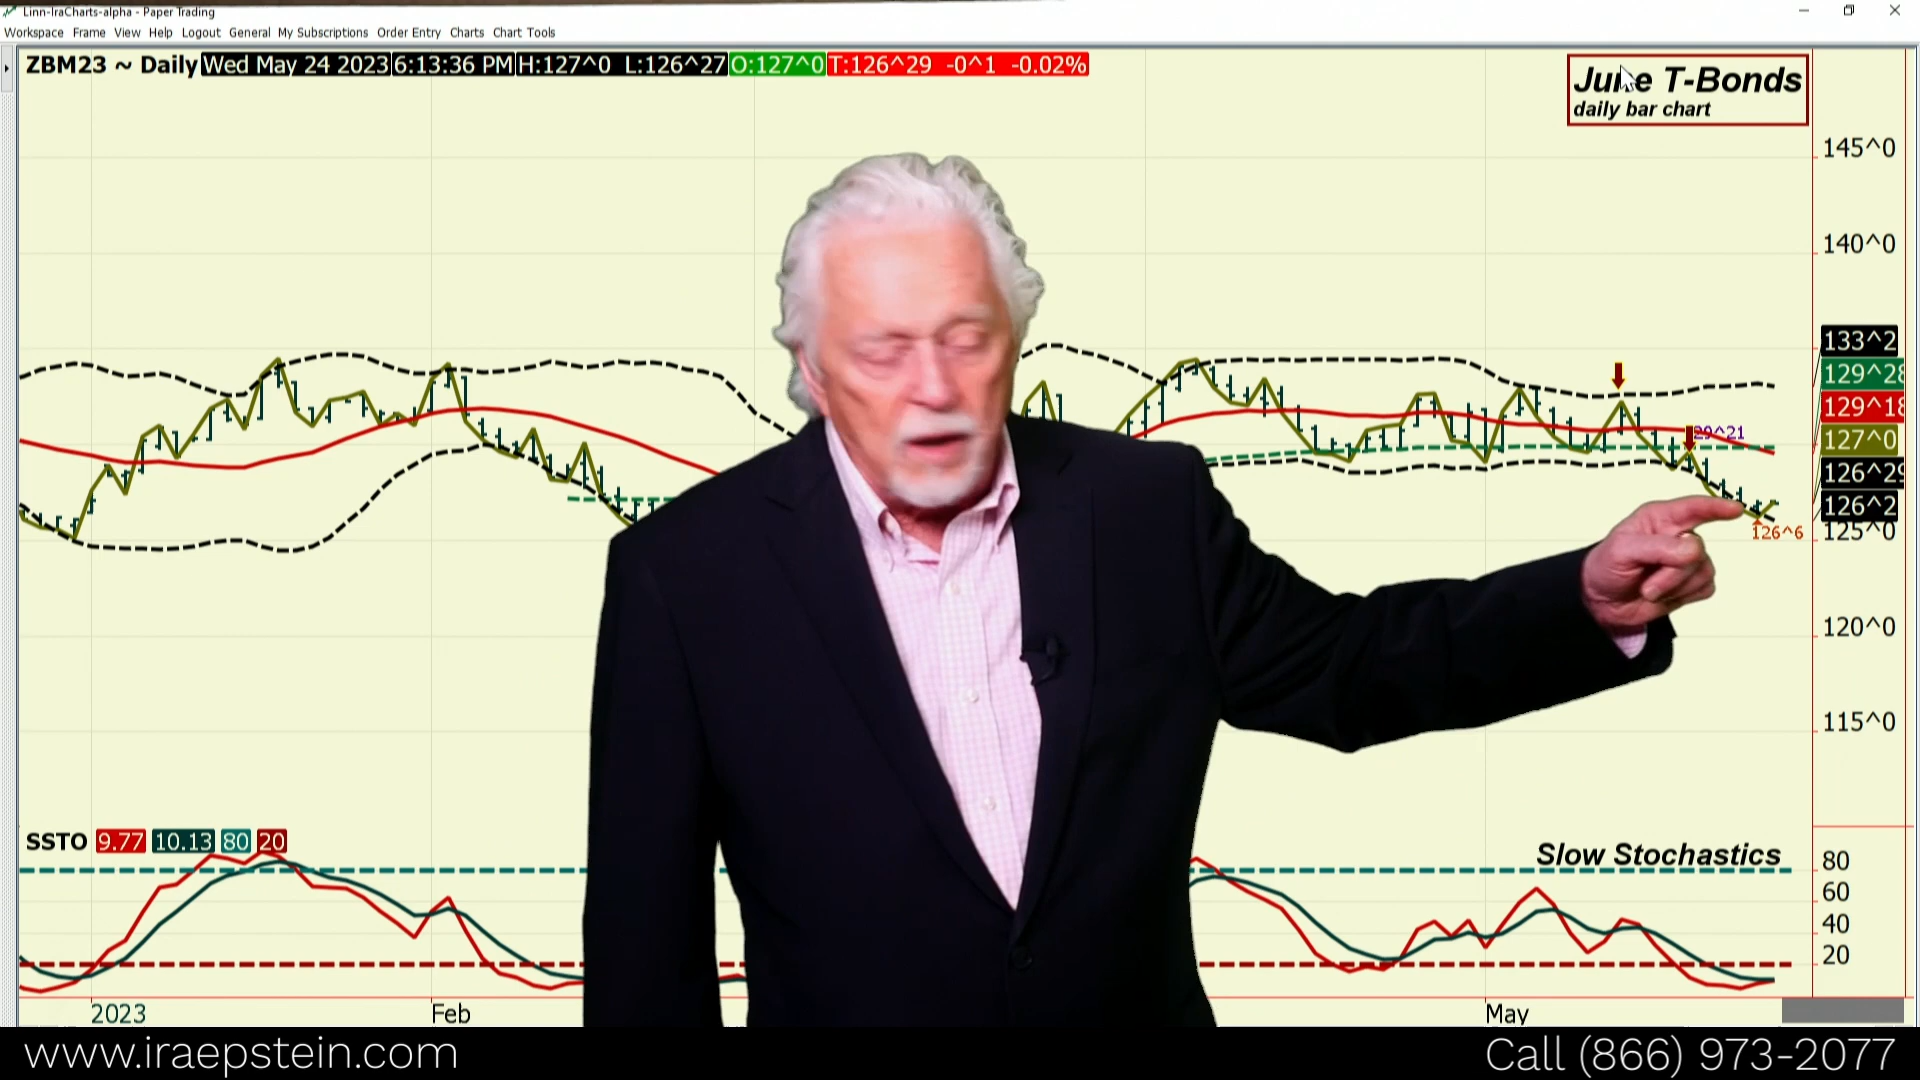 Linn-IraCharts-alpha - Paper Trading
Workspace Frame View Help Logout General My Subscriptions Order Entry Charts Chart Tools
ZBM23 ~ Daily Wed May 24 2023 6:13:36 PM H:127^0 L:126^27 O:127^0 T:126^29 -0^1 -0.02%
June T-Bonds
daily bar chart
145^0
140^0
133^2
129^28
129^18
29^21
127^0
126^29
126^2
125^0
126^6
120^0
115^0
SSTO 9.77 10.13 80 20
Slow Stochastics
80
60
40
20
2023 Feb May
www.iraepstein.com Call (866) 973-2077